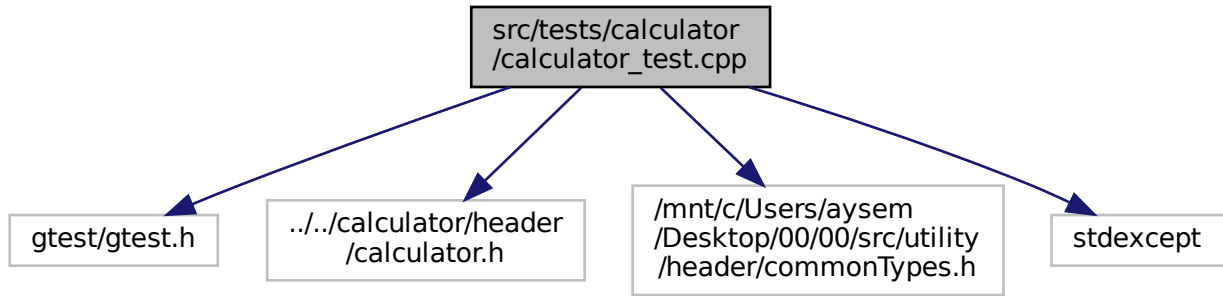 src/tests/calculator
/calculator_test.cpp
gtest/gtest.h
../../calculator/header
/calculator.h
/mnt/c/Users/aysem
/Desktop/00/00/src/utility
/header/commonTypes.h
stdexcept